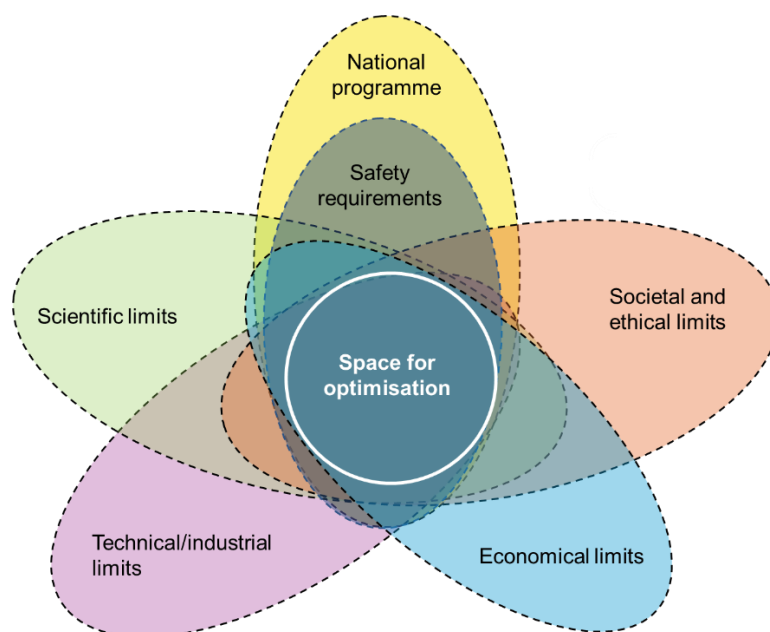 National
programme
Safety
requirements
Scientific limits
Societal and
ethical limits
Space for
optimisation
Technical/industrial
limits
Economical limits